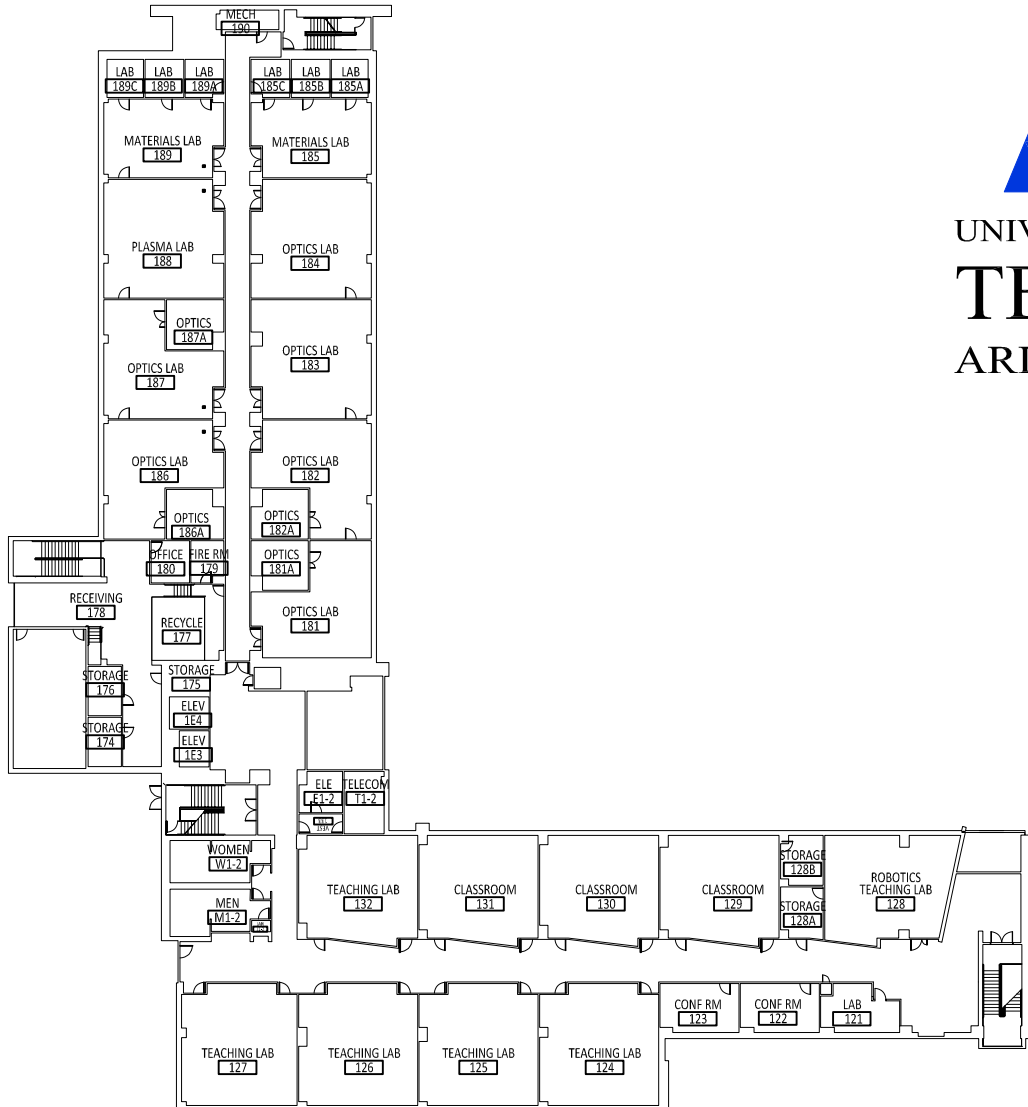 MECH
190
LAB
189C
LAB
189B
LAB
189A
LAB
185C
LAB
185B
LAB
185A
MATERIALS LAB
189
MATERIALS LAB
185
PLASMA LAB
188
OPTICS LAB
184
OPTICS
187A
OPTICS LAB
187
OPTICS LAB
183
OPTICS LAB
186
OPTICS LAB
182
OPTICS
186A
OPTICS
182A
OFFICE
180
FIRE RM
179
OPTICS
181A
RECEIVING
178
RECYCLE
177
OPTICS LAB
181
STORAGE
176
STORAGE
175
ELEV
1E4
STORAGE
174
ELEV
1E3
ELE
E1-2
TELECOM
T1-2
VEST
WOMEN
W1-2
MEN
M1-2
TEACHING LAB
132
CLASSROOM
131
CLASSROOM
130
CLASSROOM
129
STORAGE
128B
STORAGE
128A
ROBOTICS
TEACHING LAB
128
CONF RM
123
CONF RM
122
LAB
121
TEACHING LAB
127
TEACHING LAB
126
TEACHING LAB
125
TEACHING LAB
124
UNIV
TE
ARL